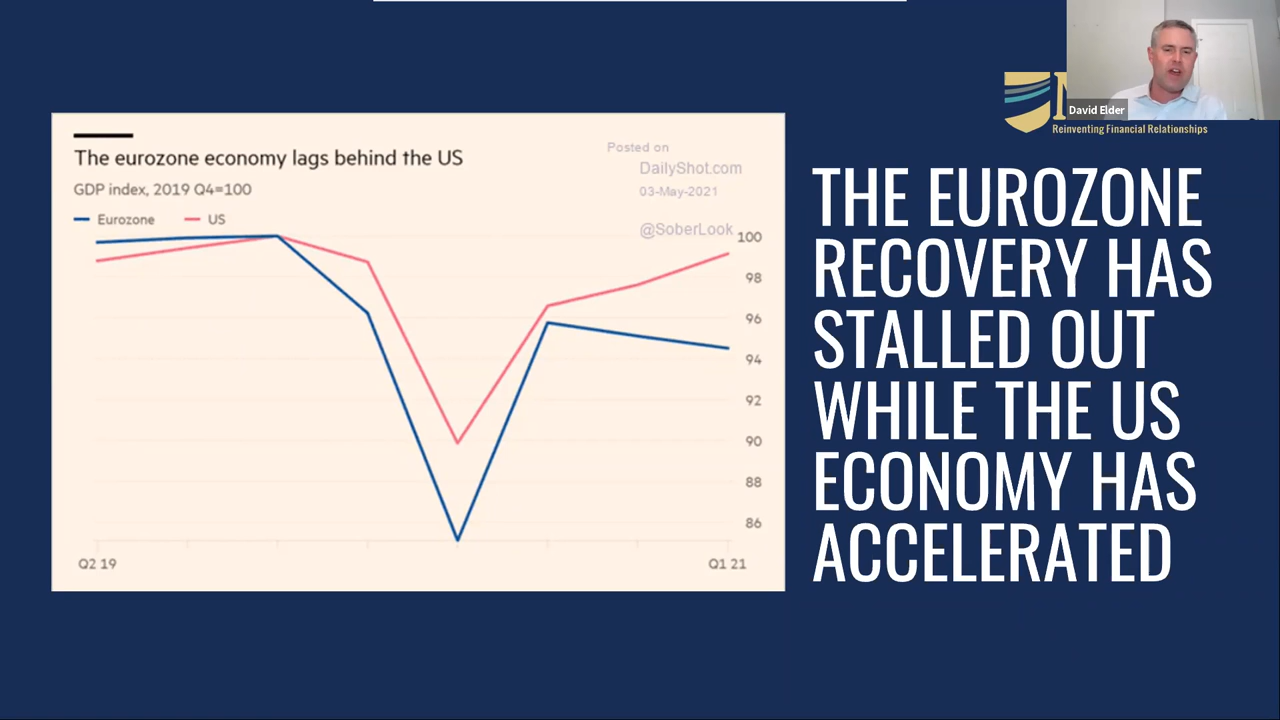 David Elder
Reinventing Financial Relationships
The eurozone economy lags behind the US
GDP index, 2019 Q4=100
Eurozone US
Posted on
DailyShot.com
03-May-2021
@SoberLook
100
98
96
94
92
90
88
86
Q2 19 Q1 21
THE EUROZONE
RECOVERY HAS
STALLED OUT
WHILE THE US
ECONOMY HAS
ACCELERATED